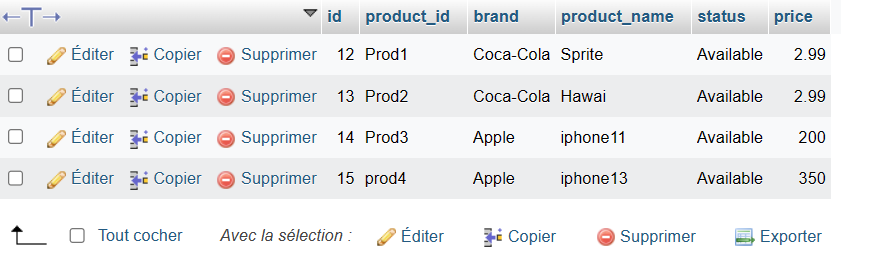 id product_id brand product_name status price
Éditer Copier Supprimer 12 Prod1 Coca-Cola Sprite Available 2.99
Éditer Copier Supprimer 13 Prod2 Coca-Cola Hawai Available 2.99
Éditer Copier Supprimer 14 Prod3 Apple iphone11 Available 200
Éditer Copier Supprimer 15 prod4 Apple iphone13 Available 350
Tout cocher Avec la sélection : Éditer Copier Supprimer Exporter